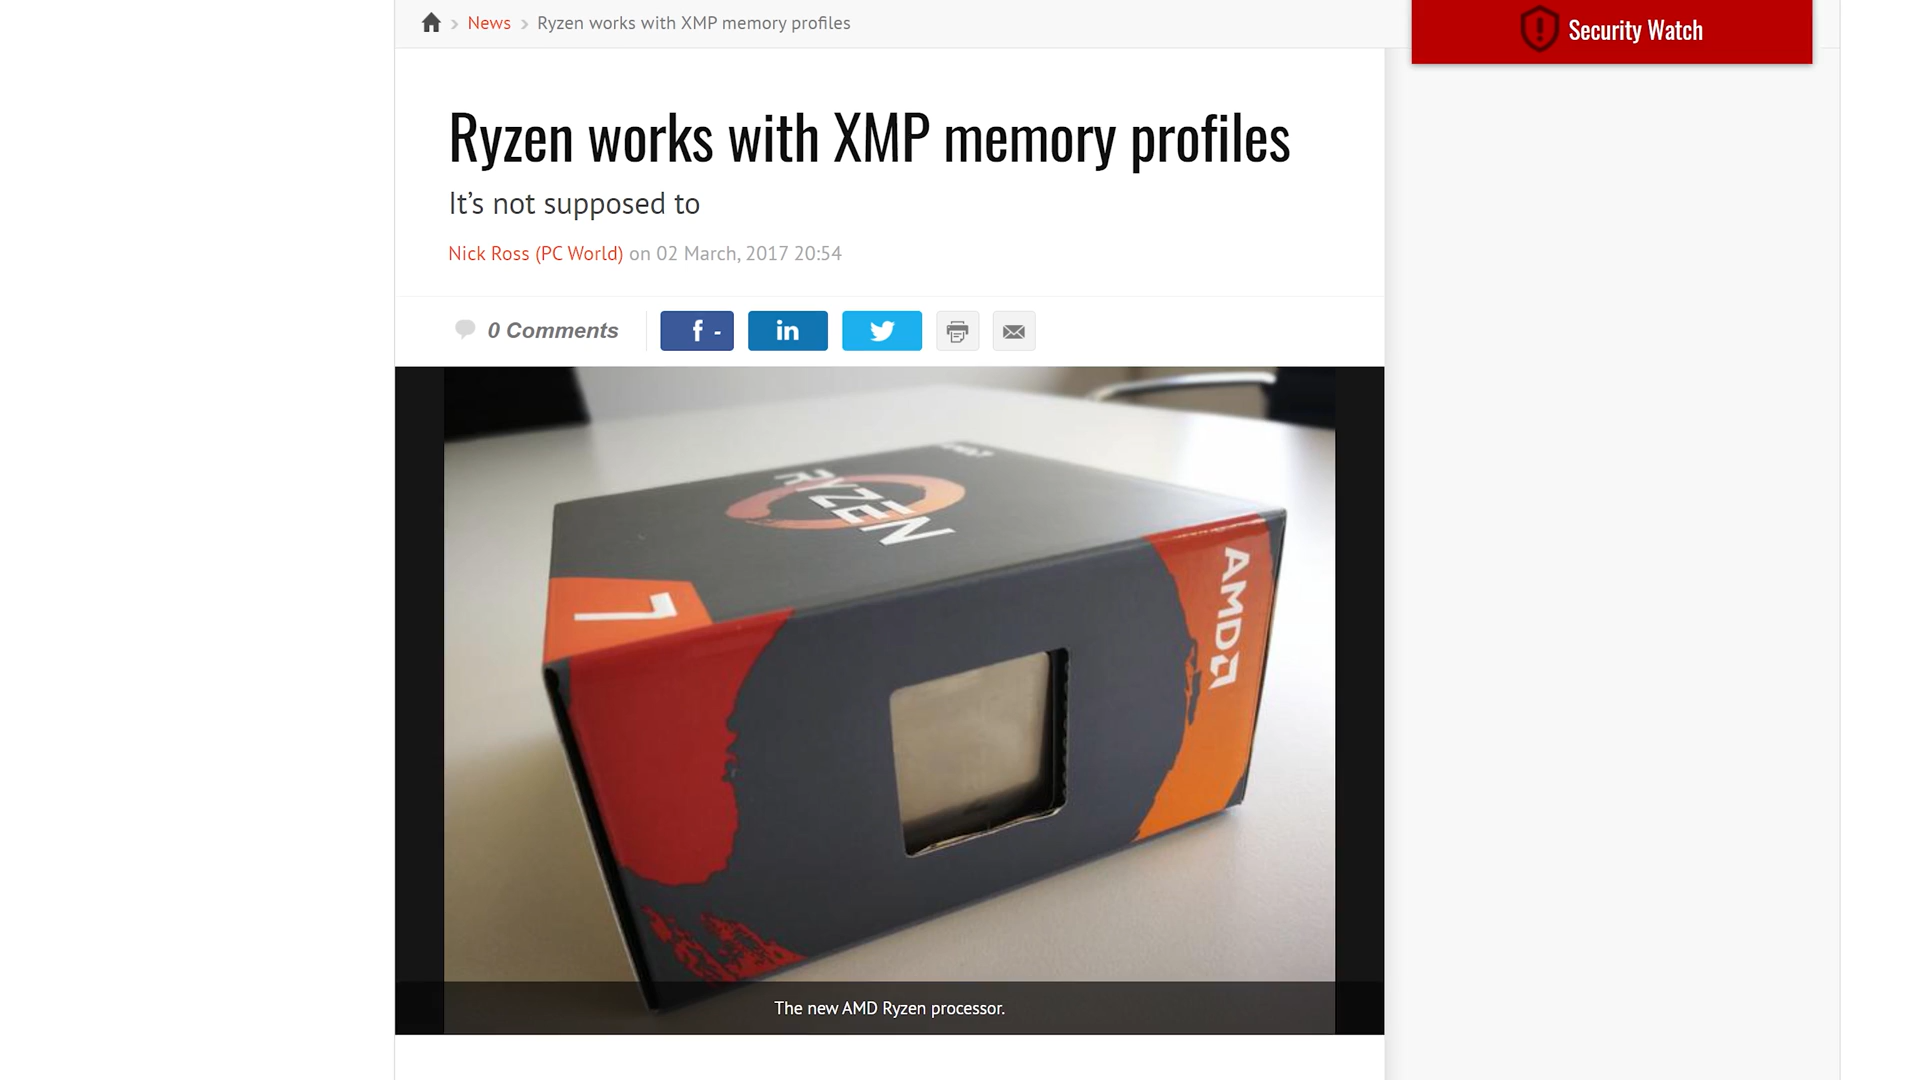 News
Ryzen works with XMP memory profiles
Security Watch
Ryzen works with XMP memory profiles
It’s not supposed to
Nick Ross (PC World) on 02 March, 2017 20:54
0 Comments
f -
in
AMD
RYZEN
7
AMD
The new AMD Ryzen processor.